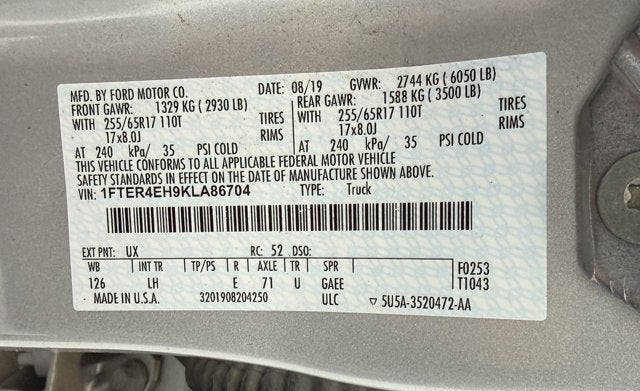 MFD. BY FORD MOTOR CO. DATE: 08/19 GVWR: 2744 KG ( 6050 LB)
FRONT GAWR: 1329 KG ( 2930 LB) REAR GAWR: 1588 KG ( 3500 LB)
WITH 255/65R17 110T TIRES WITH 255/65R17 110T TIRES
17x8.0J RIMS 17x8.0J RIMS
AT 240 kPa/ 35 PSI COLD AT 240 kPa/ 35 PSI COLD
THIS VEHICLE CONFORMS TO ALL APPLICABLE FEDERAL MOTOR VEHICLE
SAFETY STANDARDS IN EFFECT ON THE DATE OF MANUFACTURE SHOWN ABOVE.
VIN: 1FTER4EH9KLA86704 TYPE: Truck
EXT PNT: UX RC: 52 DSO:
WB INT TR TP/PS R AXLE TR SPR F0253
126 LH E 71 U GAEE T1043
MADE IN U.S.A. 3201908204250 ULC ▽ 5U5A-3520472-AA